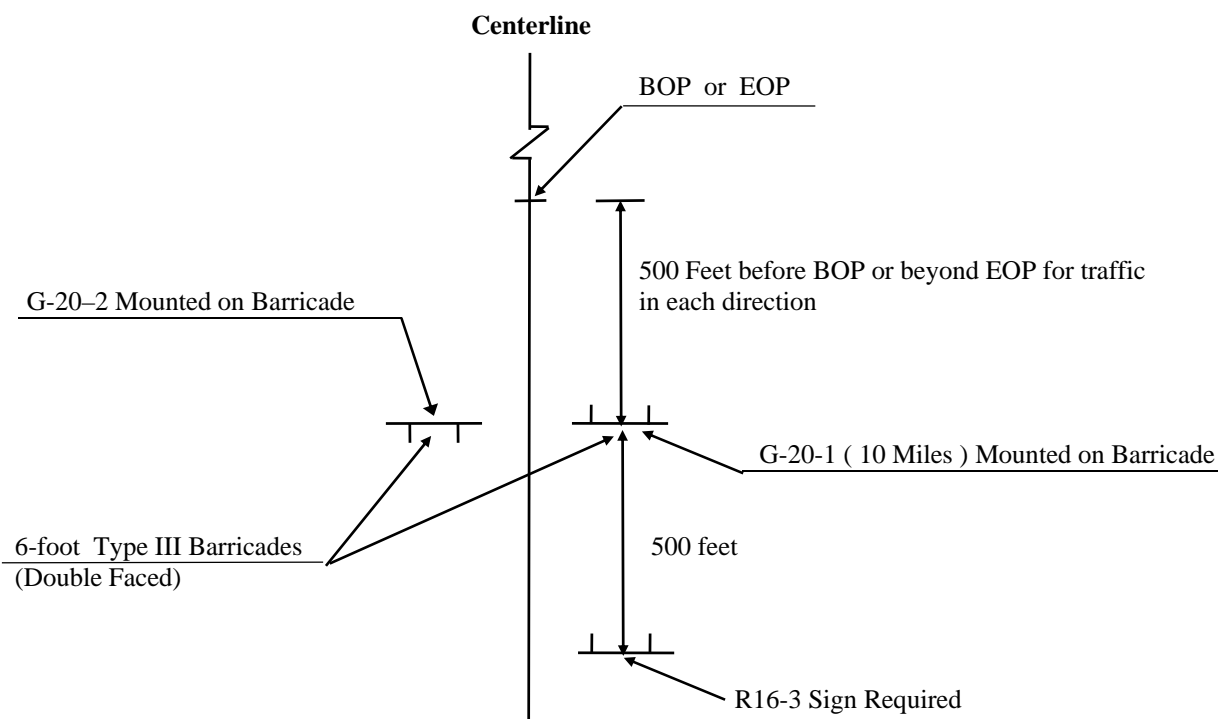 Centerline
BOP or EOP
500 Feet before BOP or beyond EOP for traffic
in each direction
G-20–2 Mounted on Barricade
G-20-1 ( 10 Miles ) Mounted on Barricade
6-foot Type III Barricades
(Double Faced)
500 feet
R16-3 Sign Required